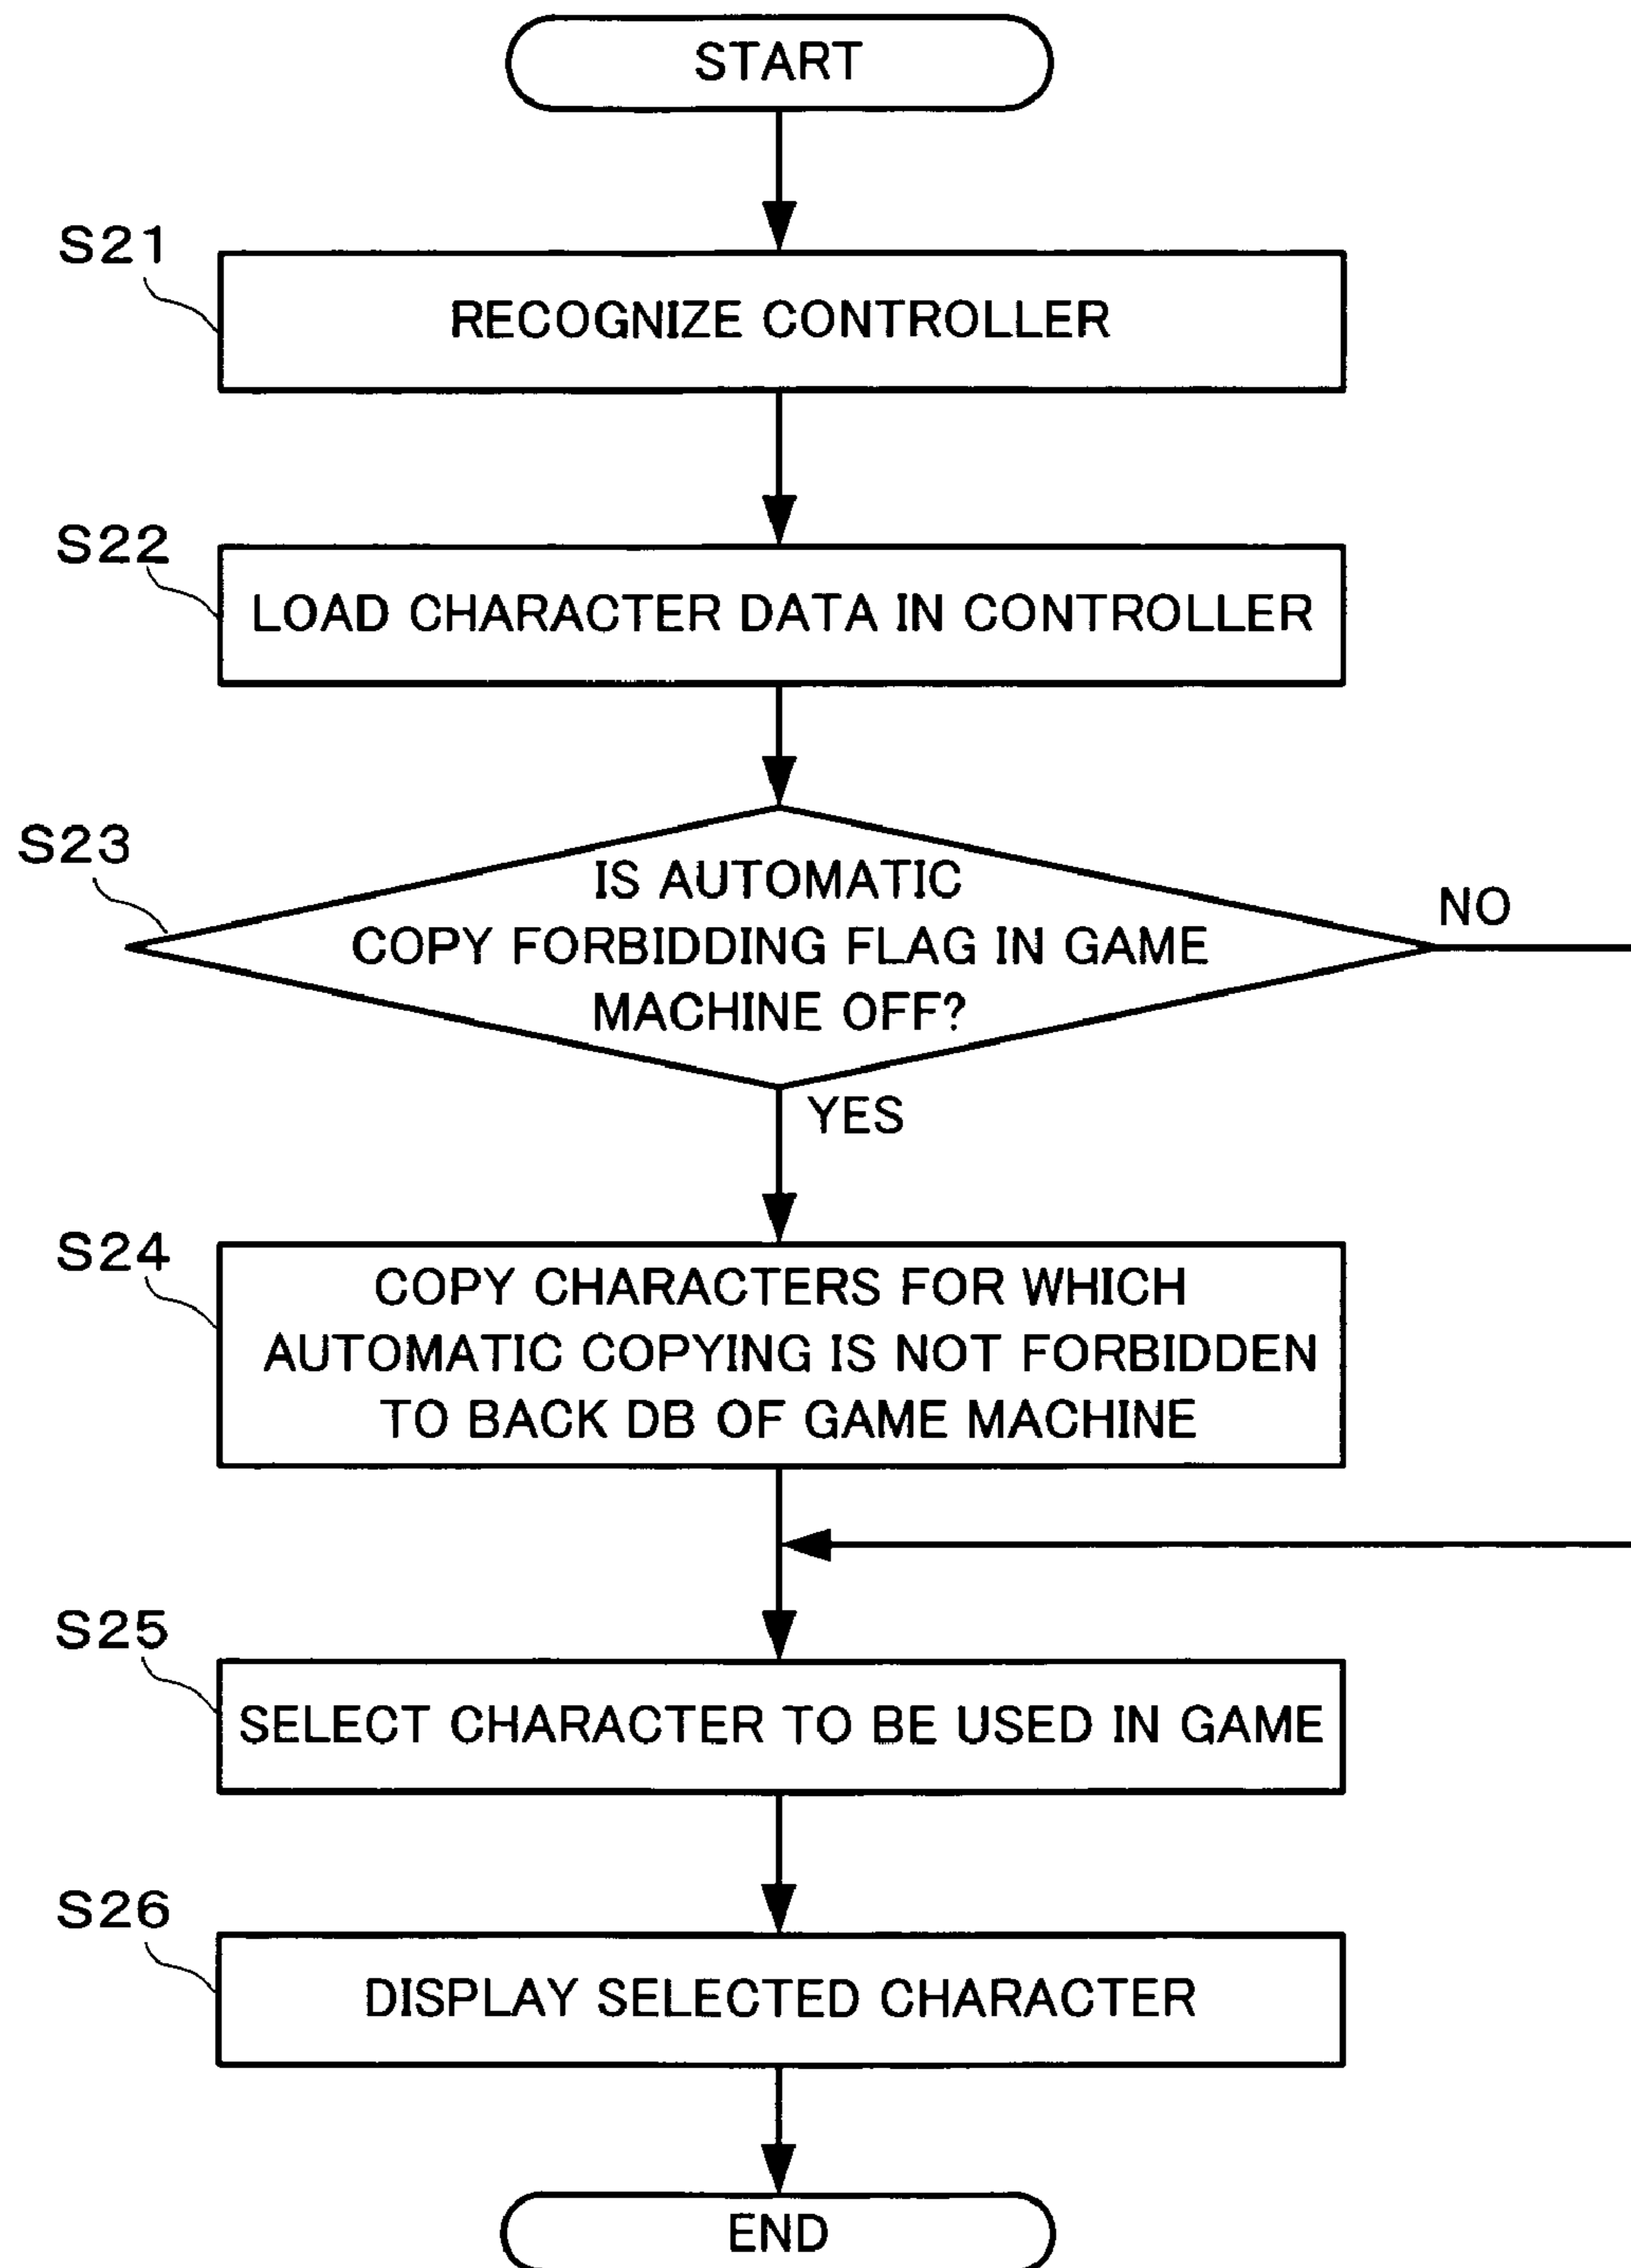 START
S21
RECOGNIZE CONTROLLER
S22
LOAD CHARACTER DATA IN CONTROLLER
S23
IS AUTOMATIC
COPY FORBIDDING FLAG IN GAME
MACHINE OFF?
NO
YES
S24
COPY CHARACTERS FOR WHICH
AUTOMATIC COPYING IS NOT FORBIDDEN
TO BACK DB OF GAME MACHINE
S25
SELECT CHARACTER TO BE USED IN GAME
S26
DISPLAY SELECTED CHARACTER
END